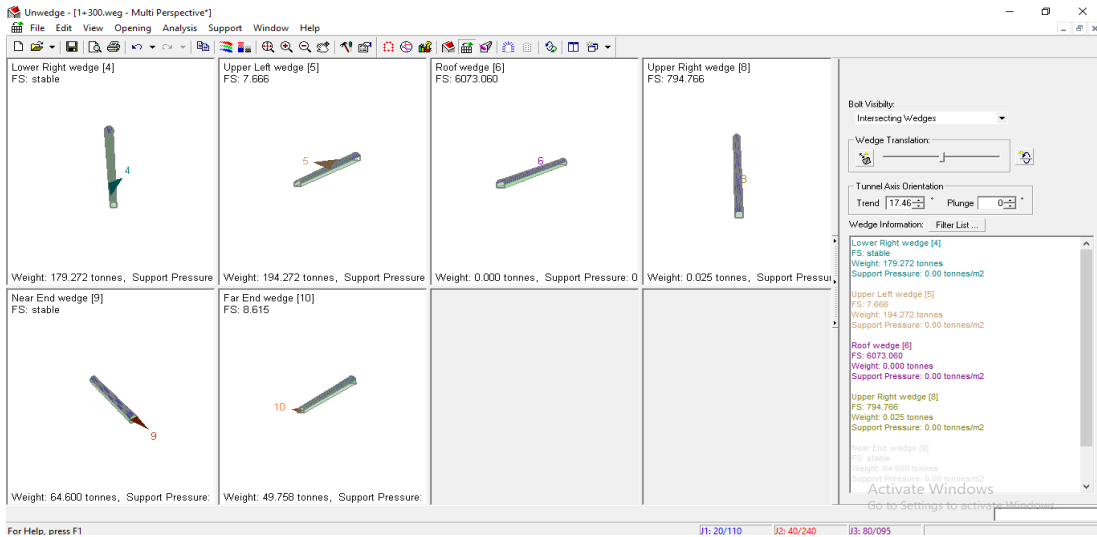 Unwedge - [1+300.weg - Multi Perspective*]
File Edit View Opening Analysis Support Window Help
Lower Right wedge [4]
FS: stable
4
Weight: 179.272 tonnes, Support Pressure
Upper Left wedge [5]
FS: 7.666
5
Weight: 194.272 tonnes, Support Pressure
Roof wedge [6]
FS: 6073.060
6
Weight: 0.000 tonnes, Support Pressure: 0
Upper Right wedge [8]
FS: 794.766
8
Weight: 0.025 tonnes, Support Pressu
Near End wedge [9]
FS: stable
9
Weight: 64.600 tonnes, Support Pressure:
Far End wedge [10]
FS: 8.615
10
Weight: 49.758 tonnes, Support Pressure:
Bolt Visibilty:
Intersecting Wedges
Wedge Translation:
Tunnel Axis Orientation
Trend 17.46 ° Plunge 0 °
Wedge Information: Filter List ...
Lower Right wedge [4]
FS: stable
Weight: 179.272 tonnes
Support Pressure: 0.00 tonnes/m2
Upper Left wedge [5]
FS: 7.666
Weight: 194.272 tonnes
Support Pressure: 0.00 tonnes/m2
Roof wedge [6]
FS: 6073.060
Weight: 0.000 tonnes
Support Pressure: 0.00 tonnes/m2
Upper Right wedge [8]
FS: 794.766
Weight: 0.025 tonnes
Support Pressure: 0.00 tonnes/m2
Near End wedge [9]
FS: stable
Weight: 64.600 tonnes
Support Pressure: 0.00 tonnes/m2
Activate Windows
Go to Settings to activate Windows.
For Help, press F1
J1: 20/110 J2: 40/240 J3: 80/095